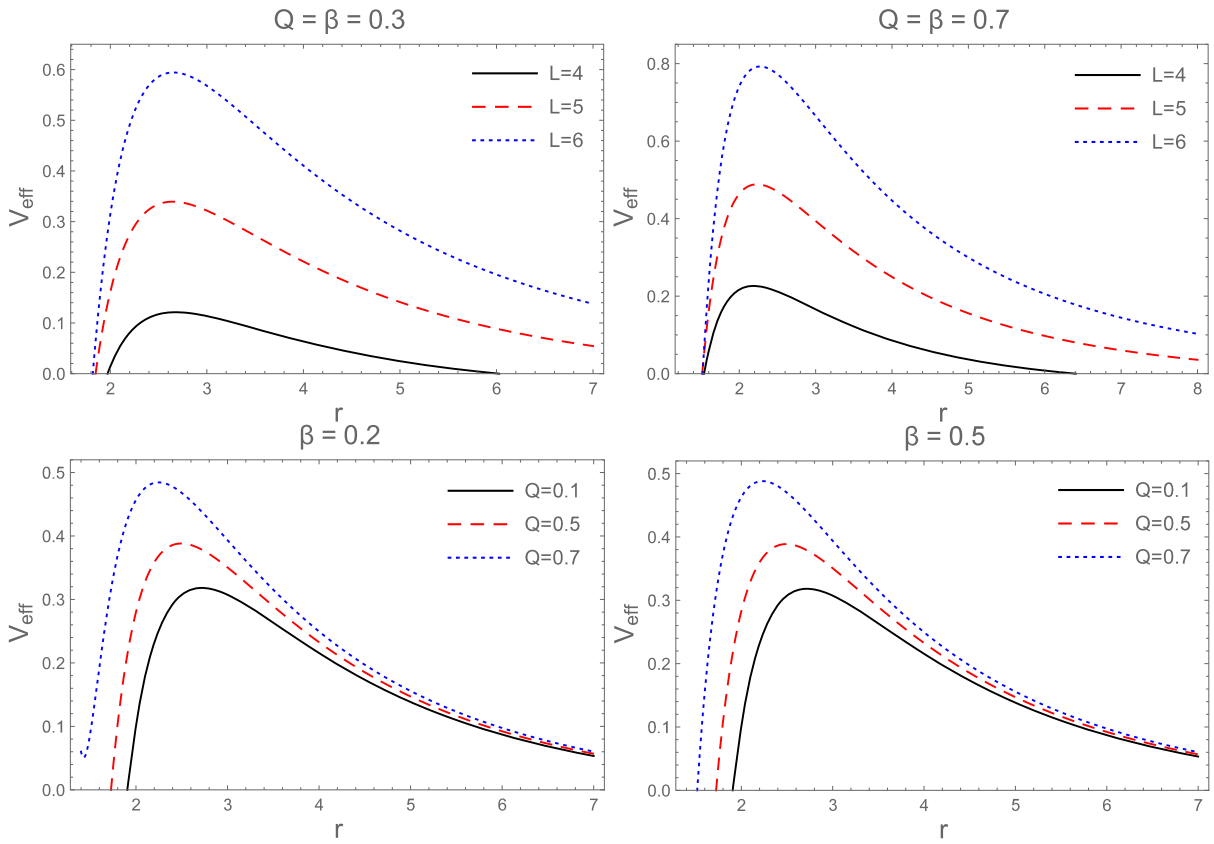 Q = β = 0.3
L=4
L=5
L=6
0.6
0.5
0.4
0.3
0.2
0.1
0.0
V_eff
2 3 4 5 6 7
r
Q = β = 0.7
L=4
L=5
L=6
0.8
0.6
0.4
0.2
0.0
V_eff
2 3 4 5 6 7 8
r
β = 0.2
Q=0.1
Q=0.5
Q=0.7
0.5
0.4
0.3
0.2
0.1
0.0
V_eff
2 3 4 5 6 7
r
β = 0.5
Q=0.1
Q=0.5
Q=0.7
0.5
0.4
0.3
0.2
0.1
0.0
V_eff
2 3 4 5 6 7
r